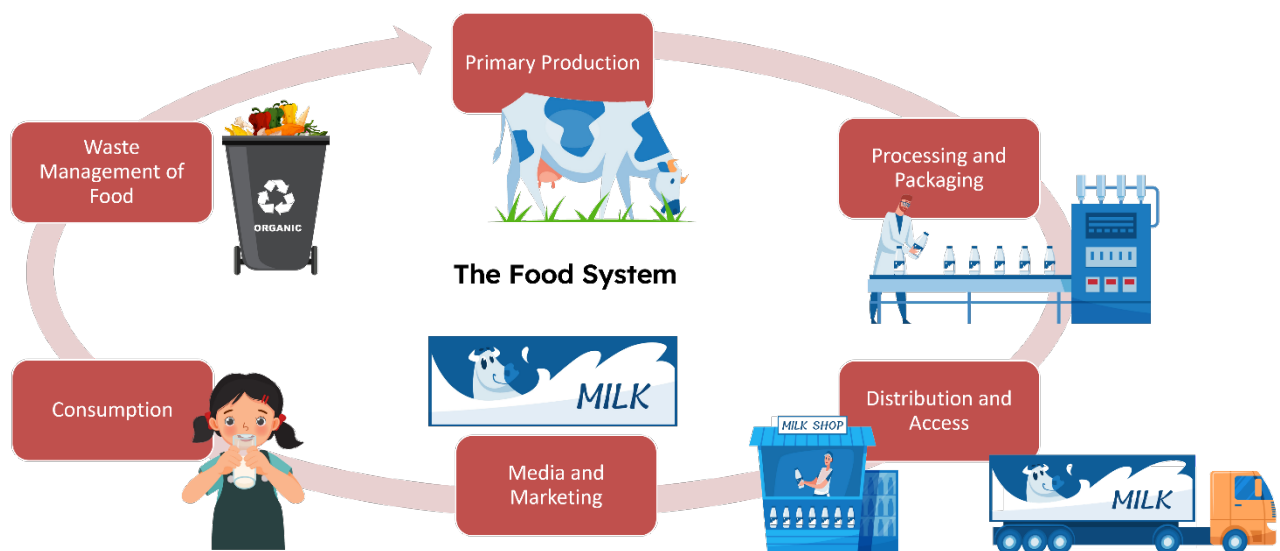 Primary Production
Processing and
Packaging
Distribution and
Access
MILK SHOP
MILK
Media and
Marketing
MILK
Consumption
Waste
Management of
Food
ORGANIC
The Food System